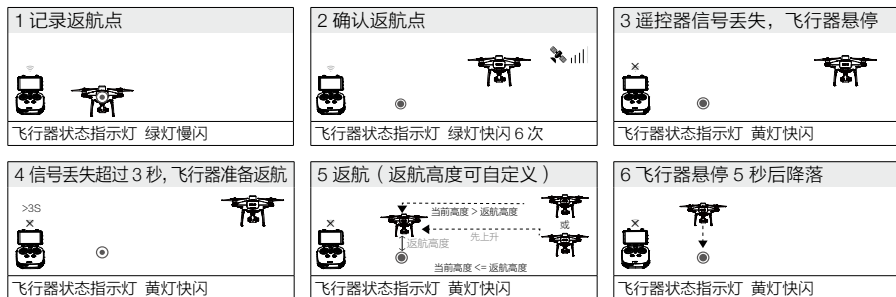 1 记录返航点
飞行器状态指示灯 绿灯慢闪
2 确认返航点
飞行器状态指示灯 绿灯快闪 6 次
3 遥控器信号丢失，飞行器悬停
飞行器状态指示灯 黄灯快闪
4 信号丢失超过 3 秧，飞行器准备返航
>3S
飞行器状态指示灯 黄灯快闪
5 返航（返航高度可自定义）
当前高度 > 返航高度
或
先上升
返航高度
当前高度 <= 返航高度
飞行器状态指示灯 黄灯快闪
6 飞行器悬停 5 秒后降落
飞行器状态指示灯 黄灯快闪